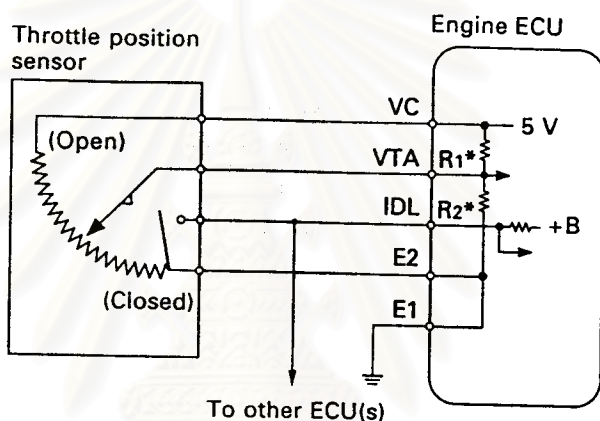 Engine ECU
Throttle position
sensor
(Open)
(Closed)
VC
5 V
VTA
R1*
IDL
R2*
+B
E2
E1
To other ECU(s)